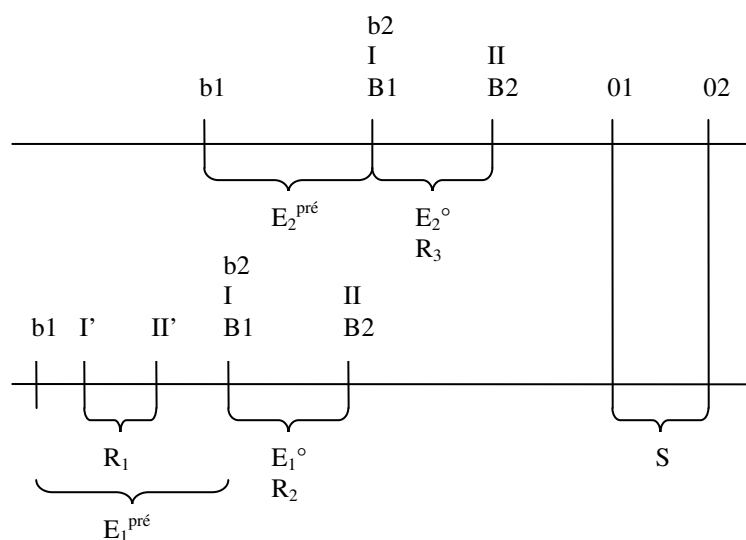 b2
I II
b1 B1 B2 01 02
E₂ᵖʳᵉ́ E₂°
R₃
b2
I II
b1 I’ II’ B1 B2
R₁ E₁° S
R₂
E₁ᵖʳᵉ́